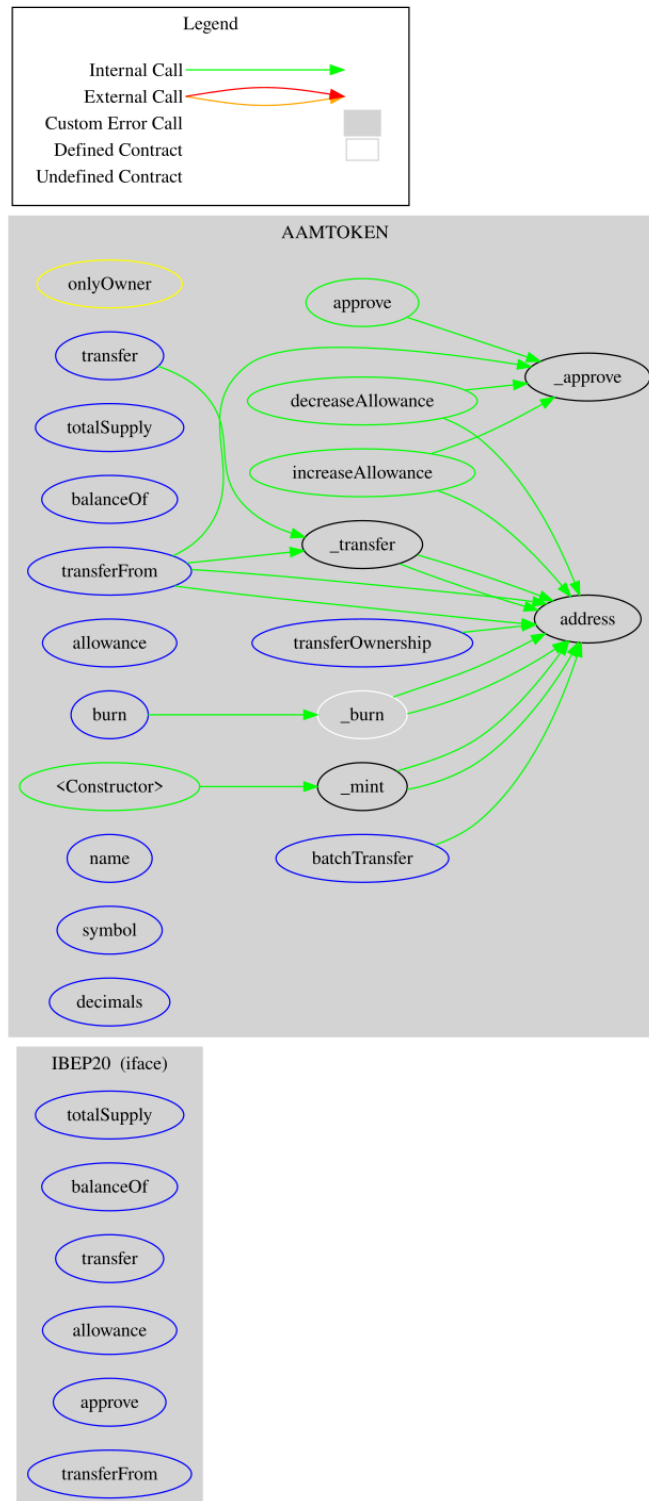 Legend
Internal Call
External Call
Custom Error Call
Defined Contract
Undefined Contract
AAMTOKEN
onlyOwner
transfer
totalSupply
balanceOf
transferFrom
allowance
burn
<Constructor>
name
symbol
decimals
approve
decreaseAllowance
increaseAllowance
_transfer
transferOwnership
_burn
_mint
batchTransfer
_approve
address
IBEP20 (iface)
totalSupply
balanceOf
transfer
allowance
approve
transferFrom